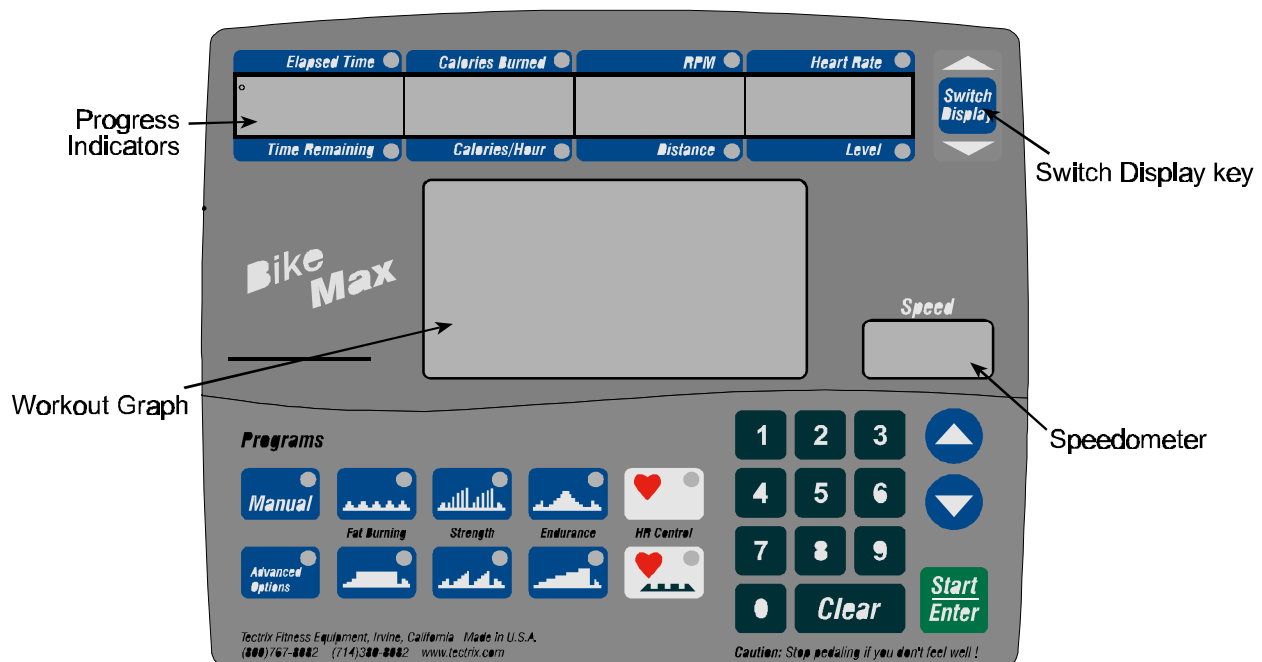 Elapsed Time Calories Burned RPM Heart Rate
Switch
Display
Progress
Indicators
Time Remaining Calories/Hour Distance Level
Switch Display key
Bike
Max
Speed
Workout Graph
Speedometer
Programs
1 2 3
Manual
4 5 6
Fat Burning Strength Endurance HR Control
7 8 9
Advanced
Options
Start
Enter
0 Clear
Tectrix Fitness Equipment, Irvine, California Made in U.S.A.
(800)767-8082 (714)380-8082 www.tectrix.com
Caution: Stop pedaling if you don't feel well !